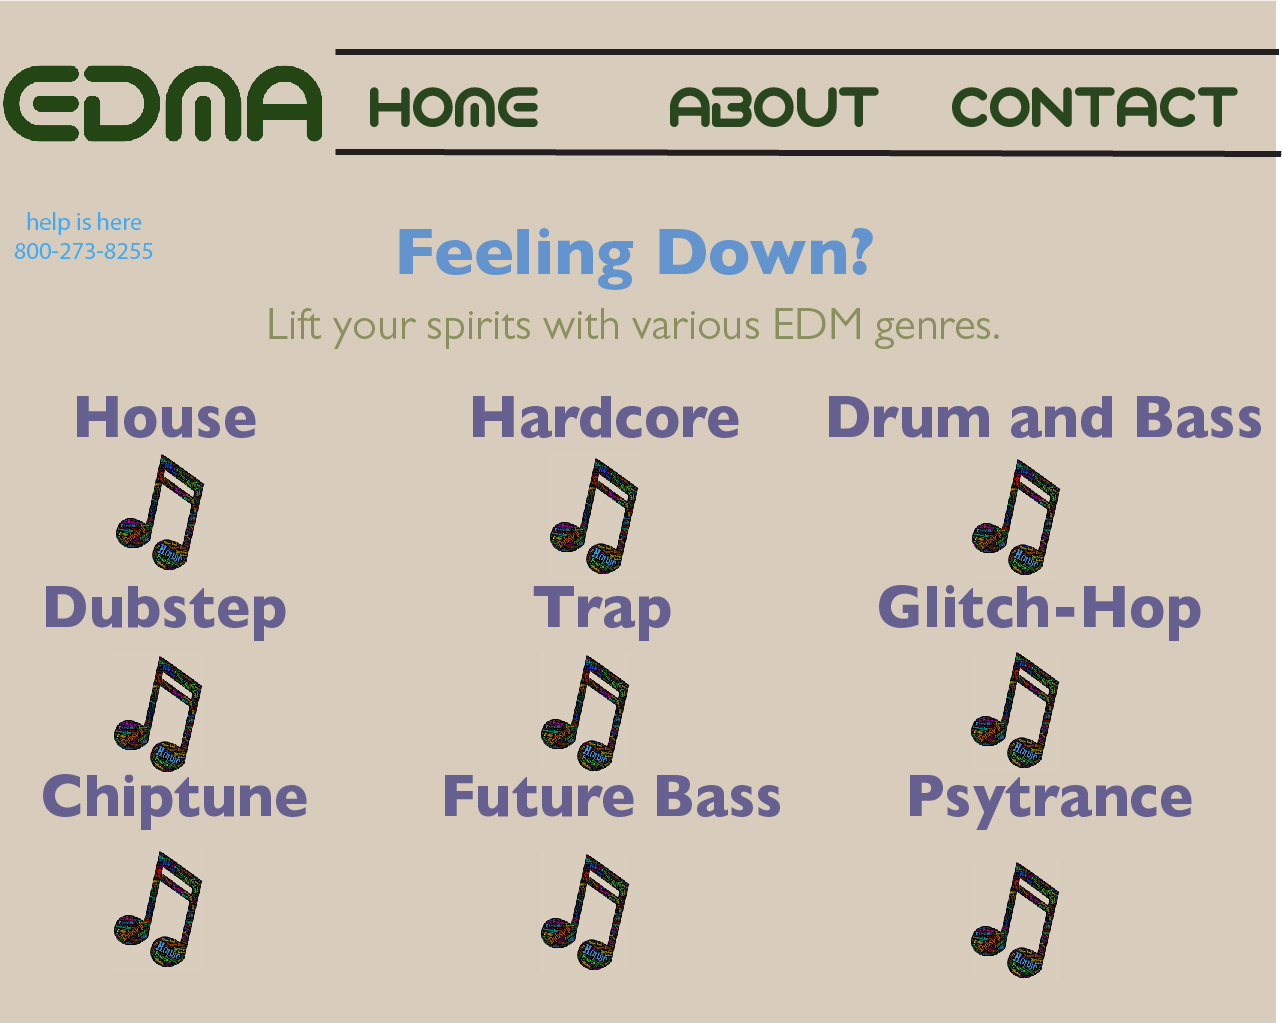 EDMA
HOME ABOUT CONTACT
help is here
800-273-8255
Feeling Down?
Lift your spirits with various EDM genres.
House Hardcore Drum and Bass
Dubstep Trap Glitch-Hop
Chiptune Future Bass Psytrance